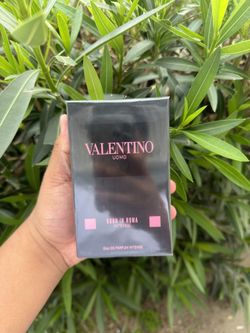 VALENTINO
UOMO
BORN IN ROMA
INTENSE
EAU DE PARFUM INTENSE